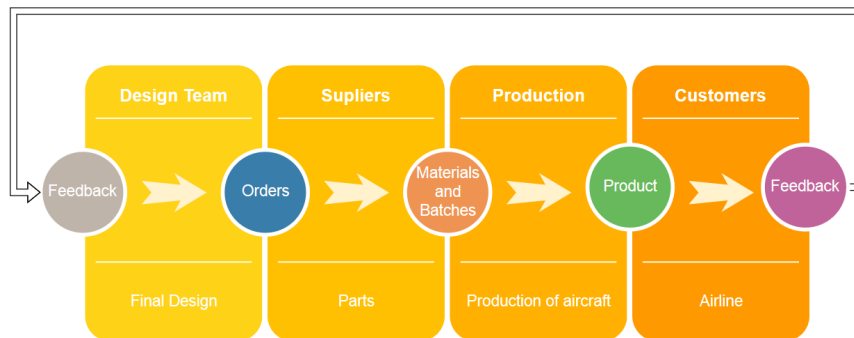 Design Team
Supliers
Production
Customers
Feedback
Orders
Materials
and
Batches
Product
Feedback
Final Design
Parts
Production of aircraft
Airline